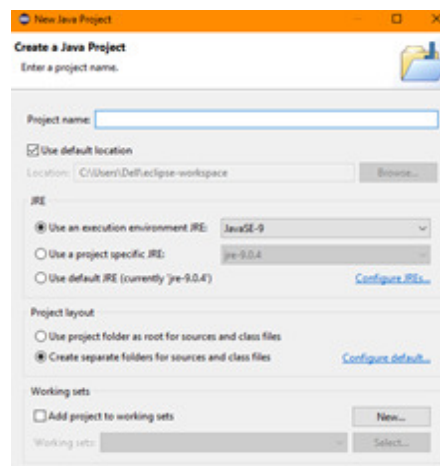 New Java Project
Create a Java Project
Enter a project name.
Project name:
Use default location
Location: C:\Users\Dell\eclipse-workspace Browse...
JRE
Use an execution environment JRE: JavaSE-9
Use a project specific JRE: jre-9.0.4
Use default JRE (currently 'jre-9.0.4') Configure JREs...
Project layout
Use project folder as root for sources and class files
Create separate folders for sources and class files Configure default...
Working sets
Add project to working sets New...
Working sets: Select...